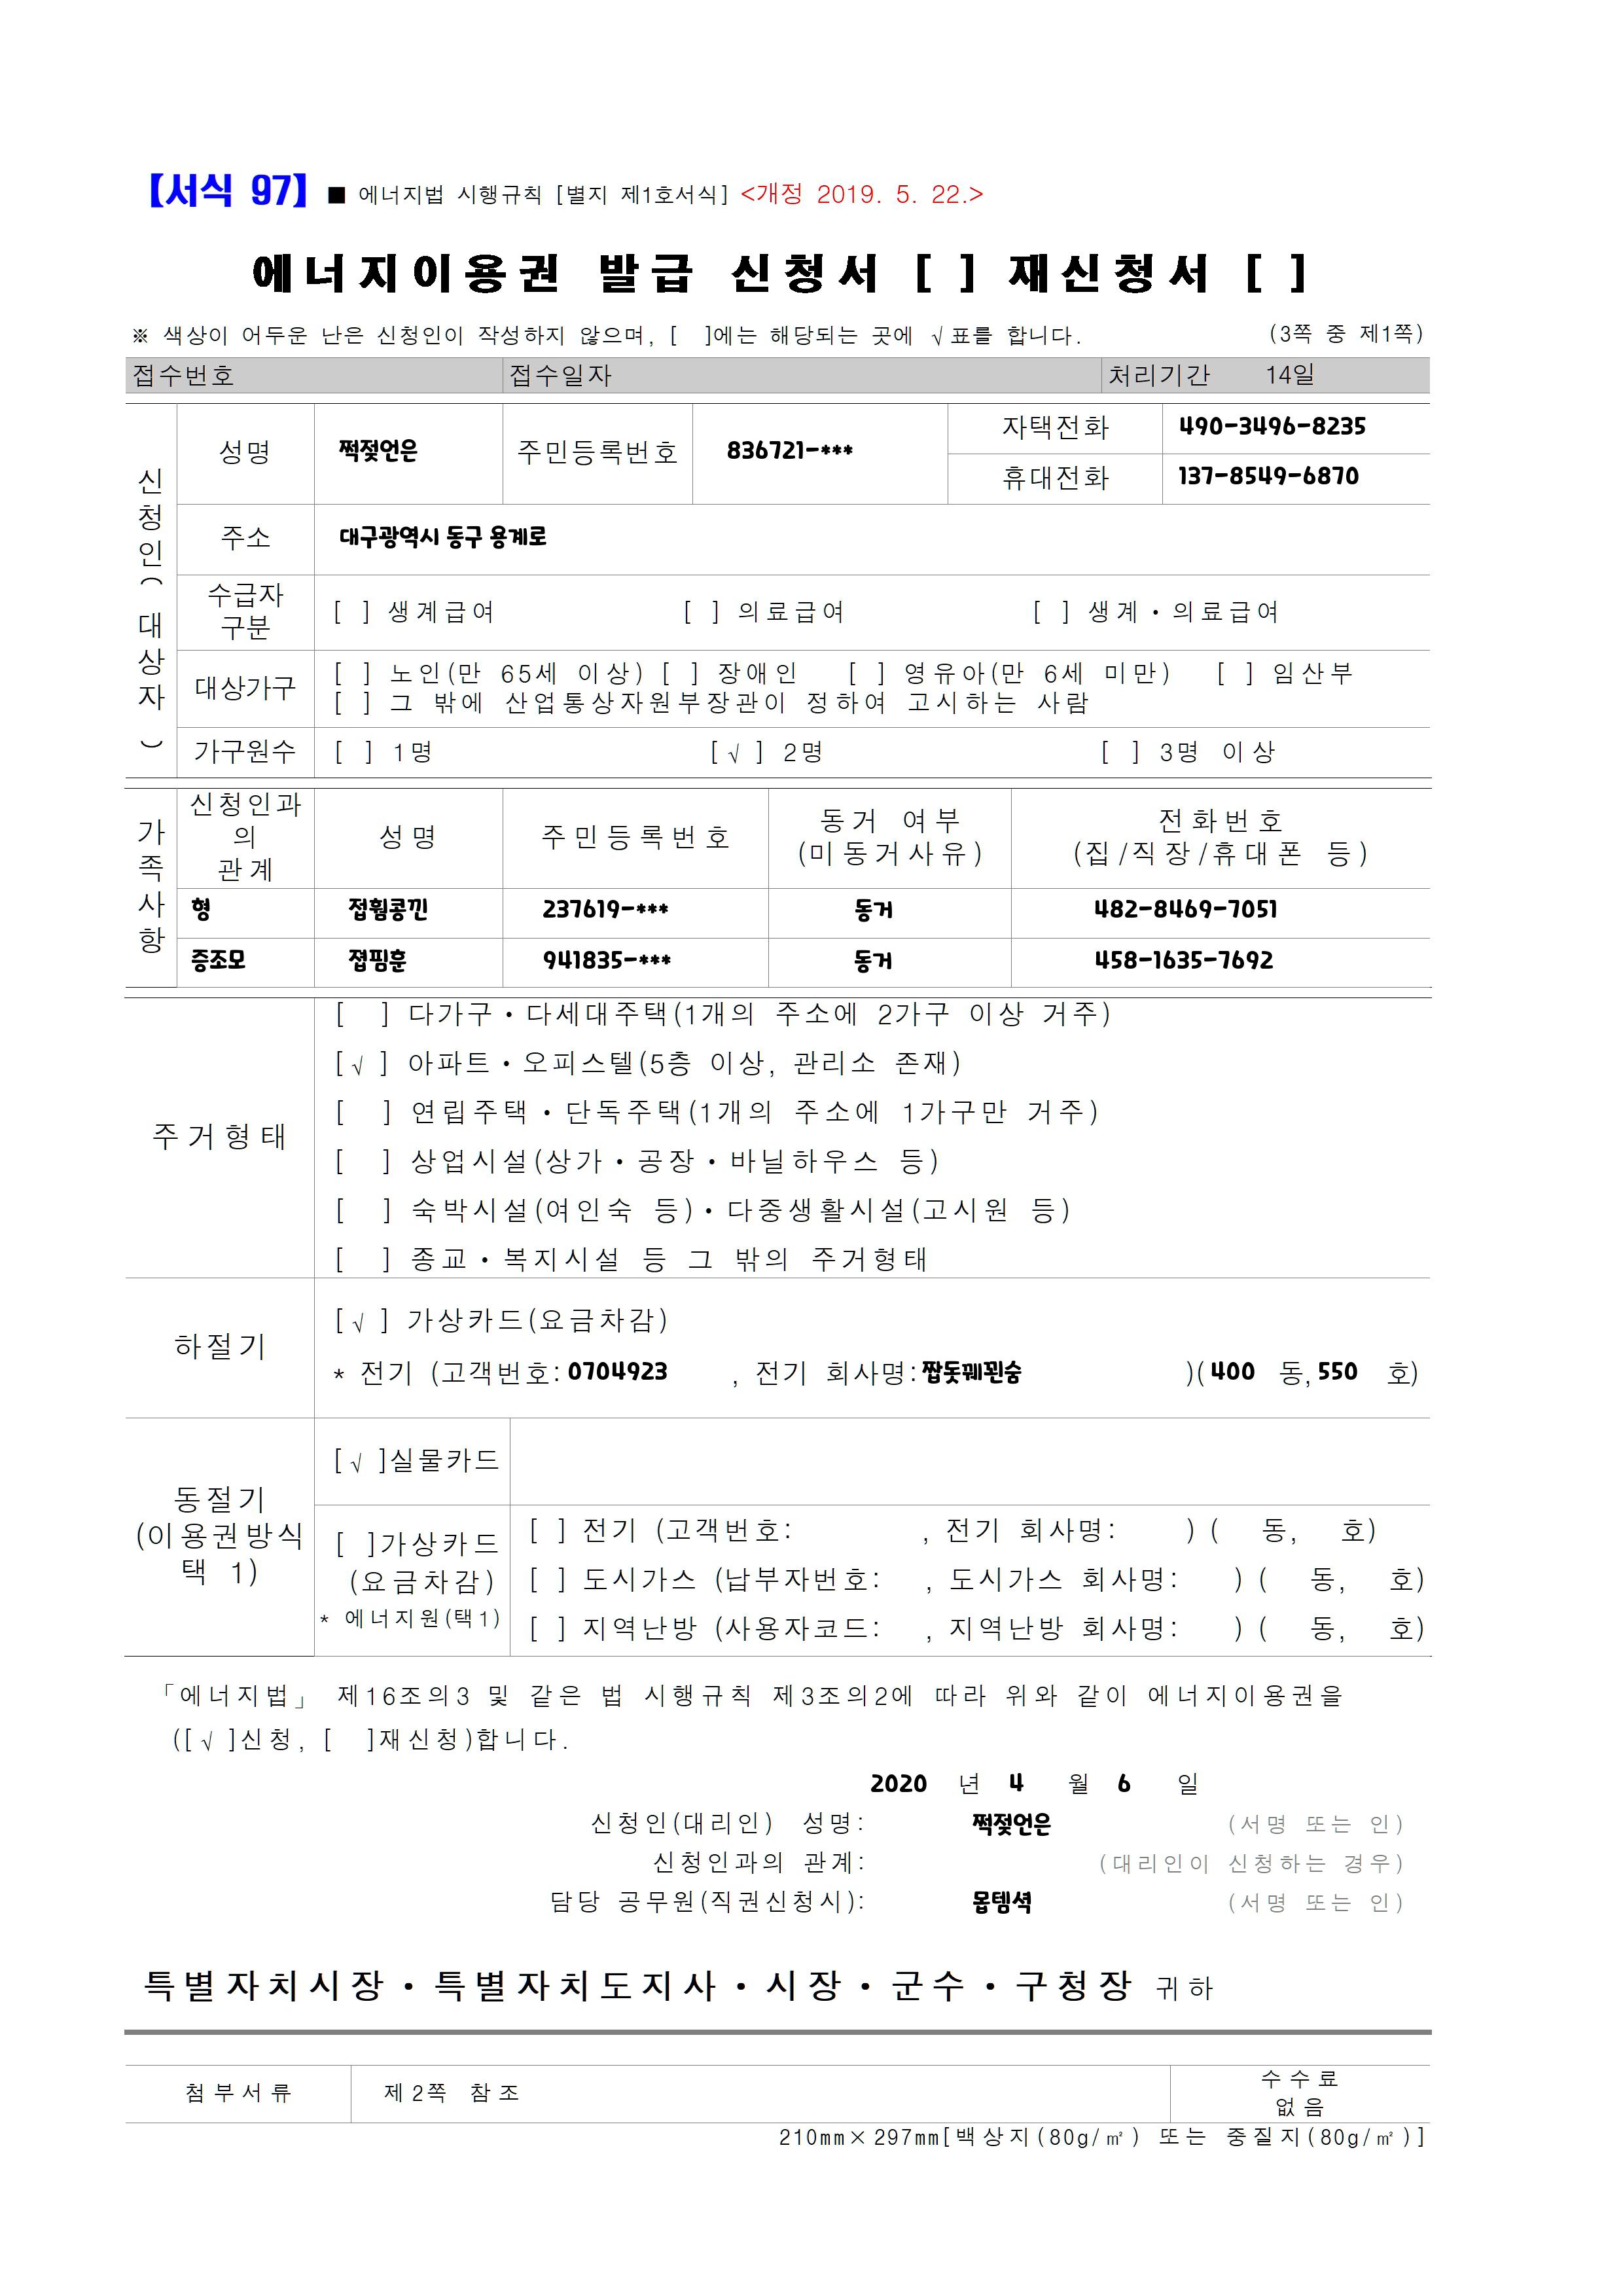 【서식 97】 ■ 에너지법 시행규칙 [별지 제1호서식] <개정 2019. 5. 22.>
에너지이용권 발급 신청서 [ ] 재신청서 [ ]
※ 색상이 어두운 난은 신청인이 작성하지 않으며, [ ]에는 해당되는 곳에 √표를 합니다. (3쪽 중 제1쪽)
접수번호 접수일자 처리기간 14일
신청인(대상자)
성명 쩍젖언은 주민등록번호 836721-***
자택전화 490-3496-8235
휴대전화 137-8549-6870
주소 대구광역시 동구 용계로
수급자 구분 [ ] 생계급여 [ ] 의료급여 [ ] 생계·의료급여
대상가구 [ ] 노인(만 65세 이상) [ ] 장애인 [ ] 영유아(만 6세 미만) [ ] 임산부
[ ] 그 밖에 산업통상자원부장관이 정하여 고시하는 사람
가구원수 [ ] 1명 [√] 2명 [ ] 3명 이상
가족사항
신청인과의 관계 성명 주민등록번호 동거 여부 (미동거사유) 전화번호 (집/직장/휴대폰 등)
형 접훰콩낀 237619-*** 동거 482-8469-7051
증조모 졉핌훈 941835-*** 동거 458-1635-7692
주거형태
[ ] 다가구·다세대주택(1개의 주소에 2가구 이상 거주)
[√] 아파트·오피스텔(5층 이상, 관리소 존재)
[ ] 연립주택·단독주택(1개의 주소에 1가구만 거주)
[ ] 상업시설(상가·공장·바닐하우스 등)
[ ] 숙박시설(여인숙 등)·다중생활시설(고시원 등)
[ ] 종교·복지시설 등 그 밖의 주거형태
하절기
[√] 가상카드(요금차감)
* 전기 (고객번호: 0704923 , 전기 회사명: 짭돗꿰꾄숭 )( 400 동, 550 호)
동절기
(이용권방식
택 1)
[√]실물카드
[ ]가상카드
(요금차감)
* 에너지원(택1)
[ ] 전기 (고객번호: , 전기 회사명: ) ( 동, 호)
[ ] 도시가스 (납부자번호: , 도시가스 회사명: ) ( 동, 호)
[ ] 지역난방 (사용자코드: , 지역난방 회사명: ) ( 동, 호)
「에너지법」 제16조의3 및 같은 법 시행규칙 제3조의2에 따라 위와 같이 에너지이용권을
([√]신청, [ ]재신청)합니다.
2020 년 4 월 6 일
신청인(대리인) 성명: 쩍젖언은 (서명 또는 인)
신청인과의 관계: (대리인이 신청하는 경우)
담당 공무원(직권신청시): 몹템셕 (서명 또는 인)
특별자치시장·특별자치도지사·시장·군수·구청장 귀하
첨부서류 제2쪽 참조 수수료 없음
210mm×297mm[백상지(80g/㎡) 또는 중질지(80g/㎡)]